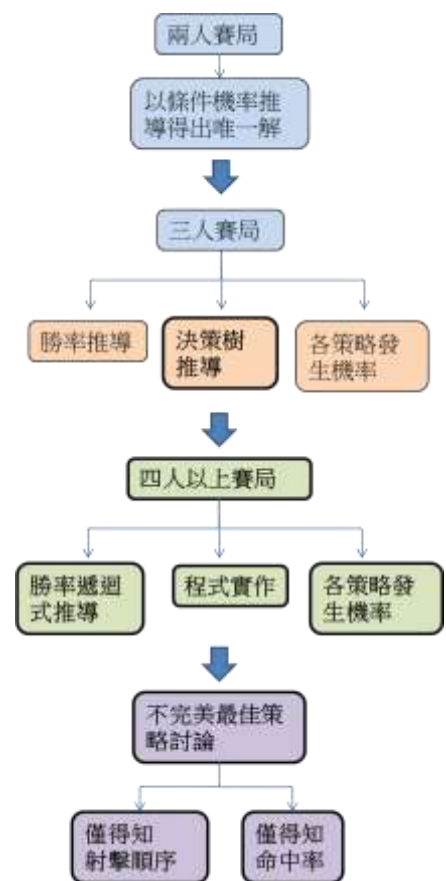 兩人賽局
以條件機率推
導得出唯一解
三人賽局
勝率推導
決策樹
推導
各策略發
生機率
四人以上賽局
勝率遞迴
式推導
程式實作
各策略發
生機率
不完美最佳策
略討論
僅得知
射擊順序
僅得知
命中率